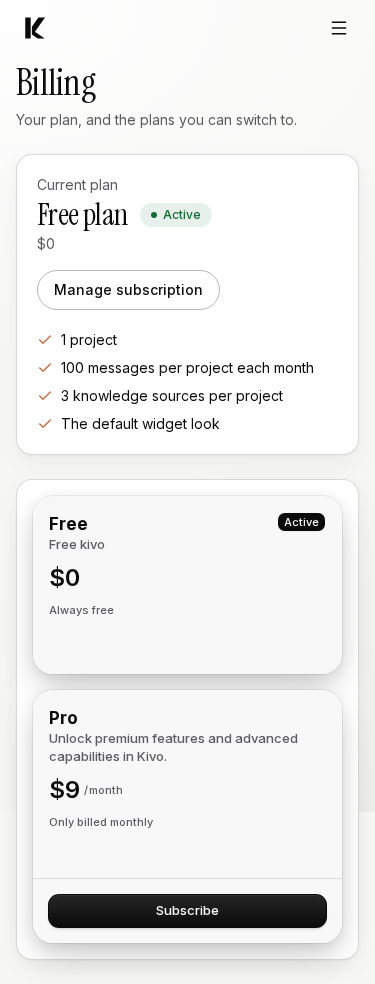 K
Billing
Your plan, and the plans you can switch to.
Current plan
Free plan
Active
$0
Manage subscription
1 project
100 messages per project each month
3 knowledge sources per project
The default widget look
Free
Active
Free kivo
$0
Always free
Pro
Unlock premium features and advanced
capabilities in Kivo.
$9 /month
Only billed monthly
Subscribe